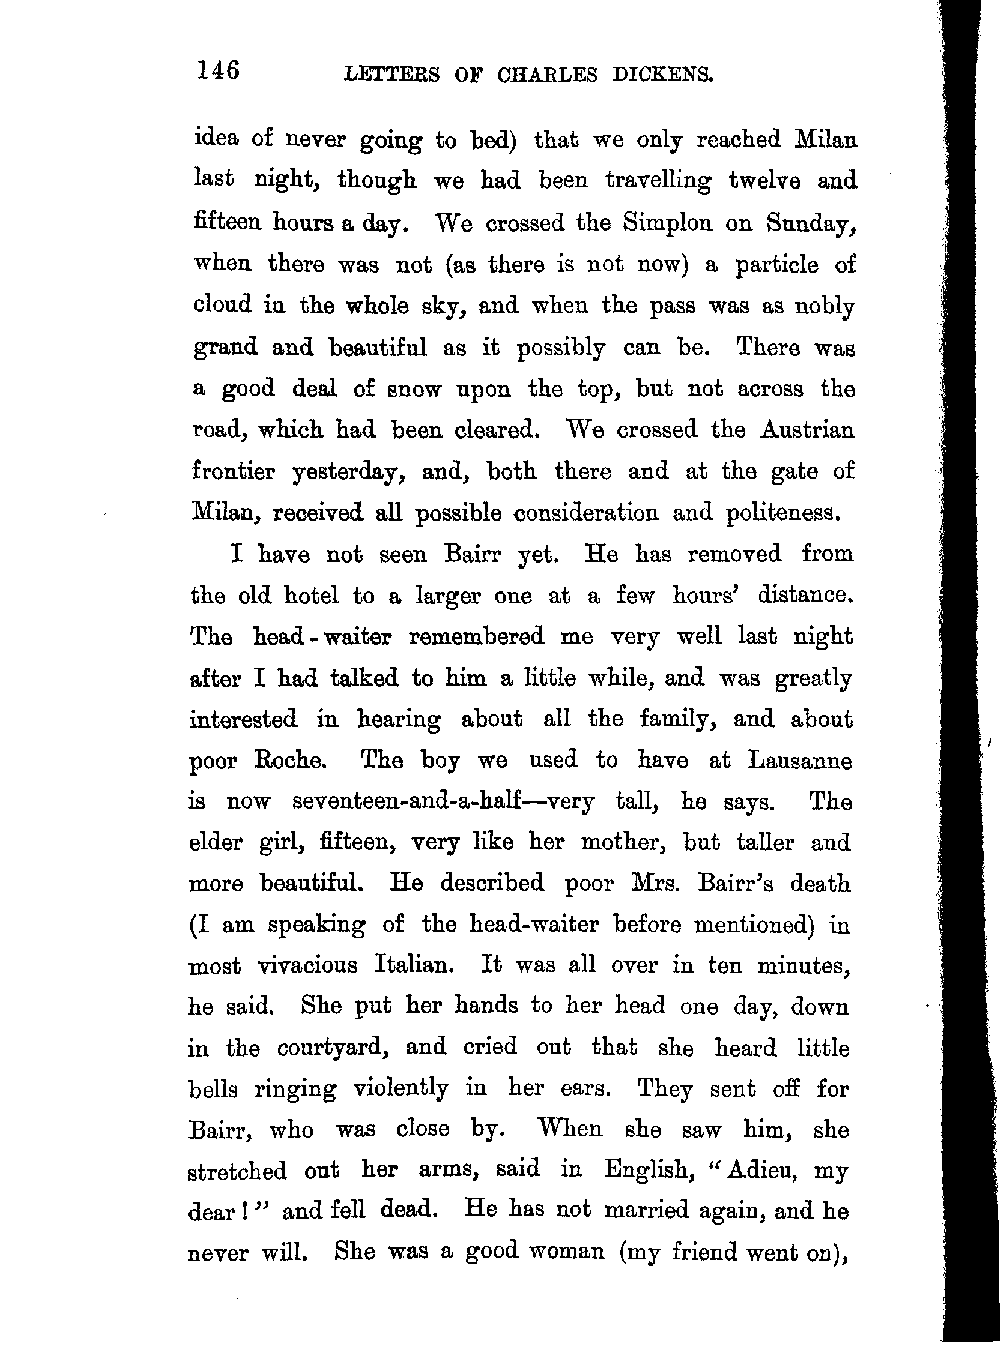 146 LETTERS OF CHARLES DICKENS.
idea of never going to bed) that we only reached Milan
last night, though we had been travelling twelve and
fifteen hours a day. We crossed the Simplon on Sunday,
when there was not (as there is not now) a particle of
cloud in the whole sky, and when the pass was as nobly
grand and beautiful as it possibly can be. There was
a good deal of snow upon the top, but not across the
road, which had been cleared. We crossed the Austrian
frontier yesterday, and, both there and at the gate of
Milan, received all possible consideration and politeness.
I have not seen Bairr yet. He has removed from
the old hotel to a larger one at a few hours' distance.
The head-waiter remembered me very well last night
after I had talked to him a little while, and was greatly
interested in hearing about all the family, and about
poor Roche. The boy we used to have at Lausanne
is now seventeen-and-a-half—very tall, he says. The
elder girl, fifteen, very like her mother, but taller and
more beautiful. He described poor Mrs. Bairr's death
(I am speaking of the head-waiter before mentioned) in
most vivacious Italian. It was all over in ten minutes,
he said. She put her hands to her head one day, down
in the courtyard, and cried out that she heard little
bells ringing violently in her ears. They sent off for
Bairr, who was close by. When she saw him, she
stretched out her arms, said in English, "Adieu, my
dear!" and fell dead. He has not married again, and he
never will. She was a good woman (my friend went on),